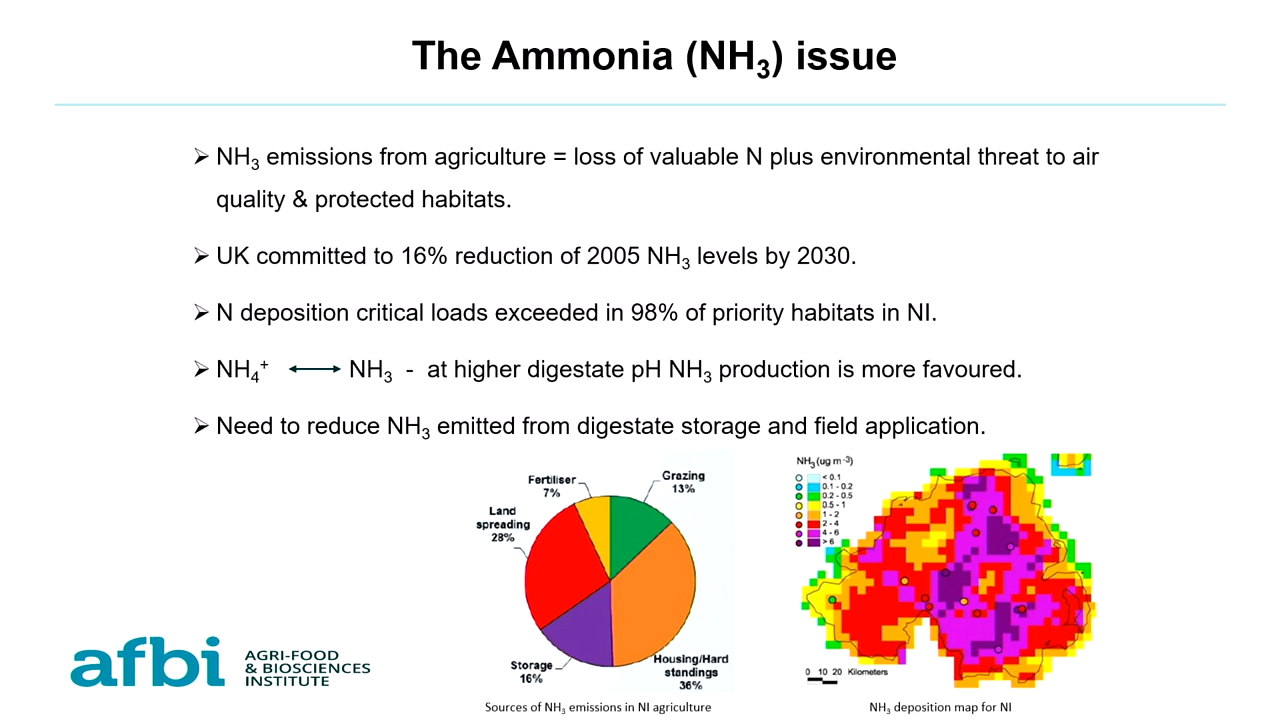 The Ammonia (NH₃) issue
➢ NH₃ emissions from agriculture = loss of valuable N plus environmental threat to air
quality & protected habitats.
➢ UK committed to 16% reduction of 2005 NH₃ levels by 2030.
➢ N deposition critical loads exceeded in 98% of priority habitats in NI.
➢ NH₄⁺ ⟷ NH₃ - at higher digestate pH NH₃ production is more favoured.
➢ Need to reduce NH₃ emitted from digestate storage and field application.
Fertiliser
7%
Grazing
13%
Land
spreading
28%
Storage
16%
Housing/Hard
standings
36%
Sources of NH₃ emissions in NI agriculture
NH₃ (ug m⁻³)
< 0.1
0.1 - 0.2
0.2 - 0.5
0.5 - 1
1 - 2
2 - 4
4 - 6
> 6
0 10 20 Kilometers
NH₃ deposition map for NI
afbi
AGRI-FOOD
& BIOSCIENCES
INSTITUTE